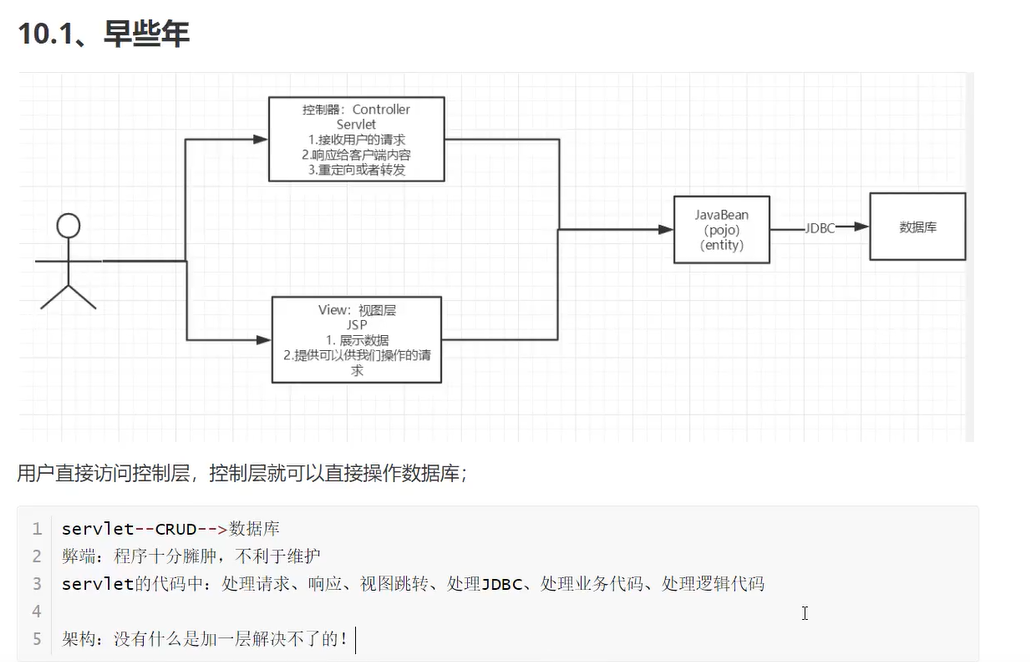 10.1、早些年
控制器：Controller
Servlet
1.接收用户的请求
2.响应给客户端内容
3.重定向或者转发
View：视图层
JSP
1. 展示数据
2.提供可以供我们操作的请
求
JavaBean
（pojo）
（entity）
JDBC
数据库
用户直接访问控制层，控制层就可以直接操作数据库；
1 servlet--CRUD-->数据库
2 弊端：程序十分臃肿，不利于维护
3 servlet的代码中：处理请求、响应、视图跳转、处理JDBC、处理业务代码、处理逻辑代码
4
5 架构：没有什么是加一层解决不了的！